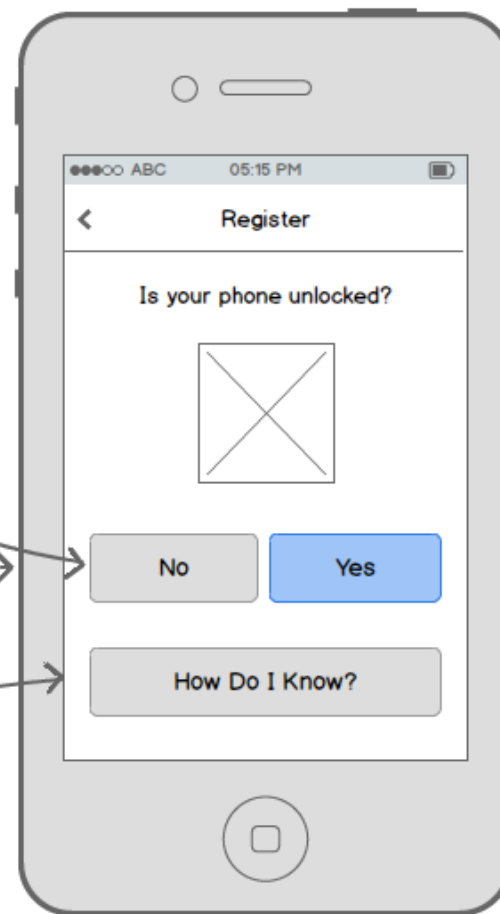 ABC 05:15 PM
Register
Is your phone unlocked?
No Yes
How Do I Know?